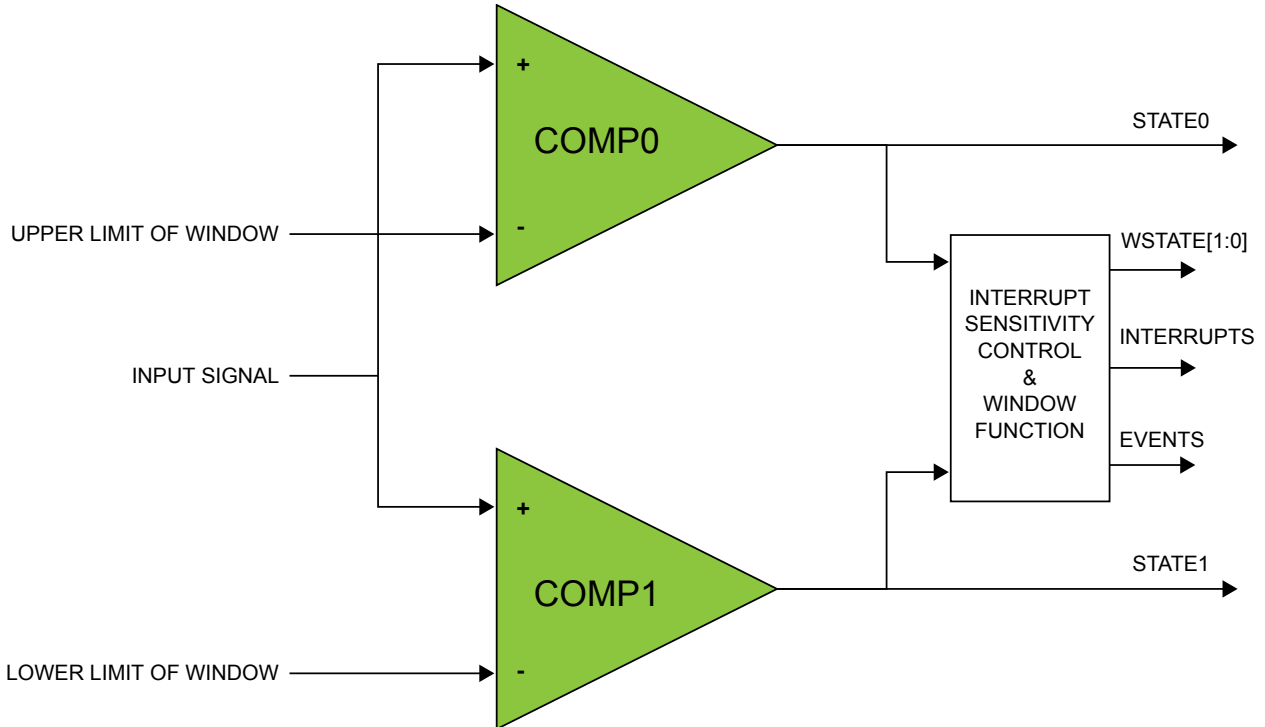 +
COMP0
-
STATE0
UPPER LIMIT OF WINDOW
WSTATE[1:0]
INTERRUPT
SENSITIVITY
CONTROL
&
WINDOW
FUNCTION
INTERRUPTS
EVENTS
INPUT SIGNAL
+
COMP1
-
STATE1
LOWER LIMIT OF WINDOW